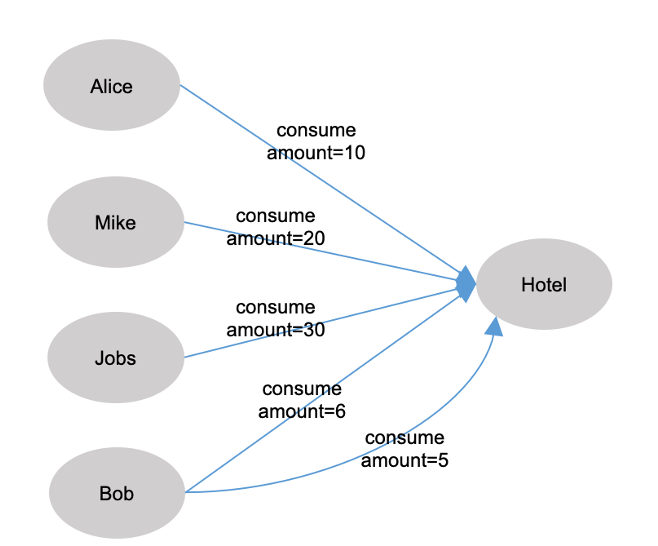 Alice
consume
amount=10
Mike
consume
amount=20
Hotel
Jobs
consume
amount=30
consume
amount=6
consume
amount=5
Bob